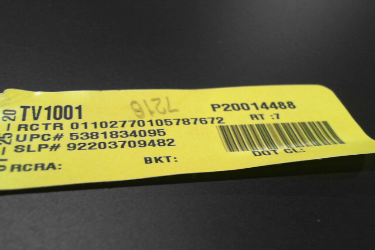 TV1001
7216
P20014488
RCTR 01102770105787672
RT :7
UPC# 5381834095
SLP# 92203709482
DOT CL:
RCRA:
BKT: